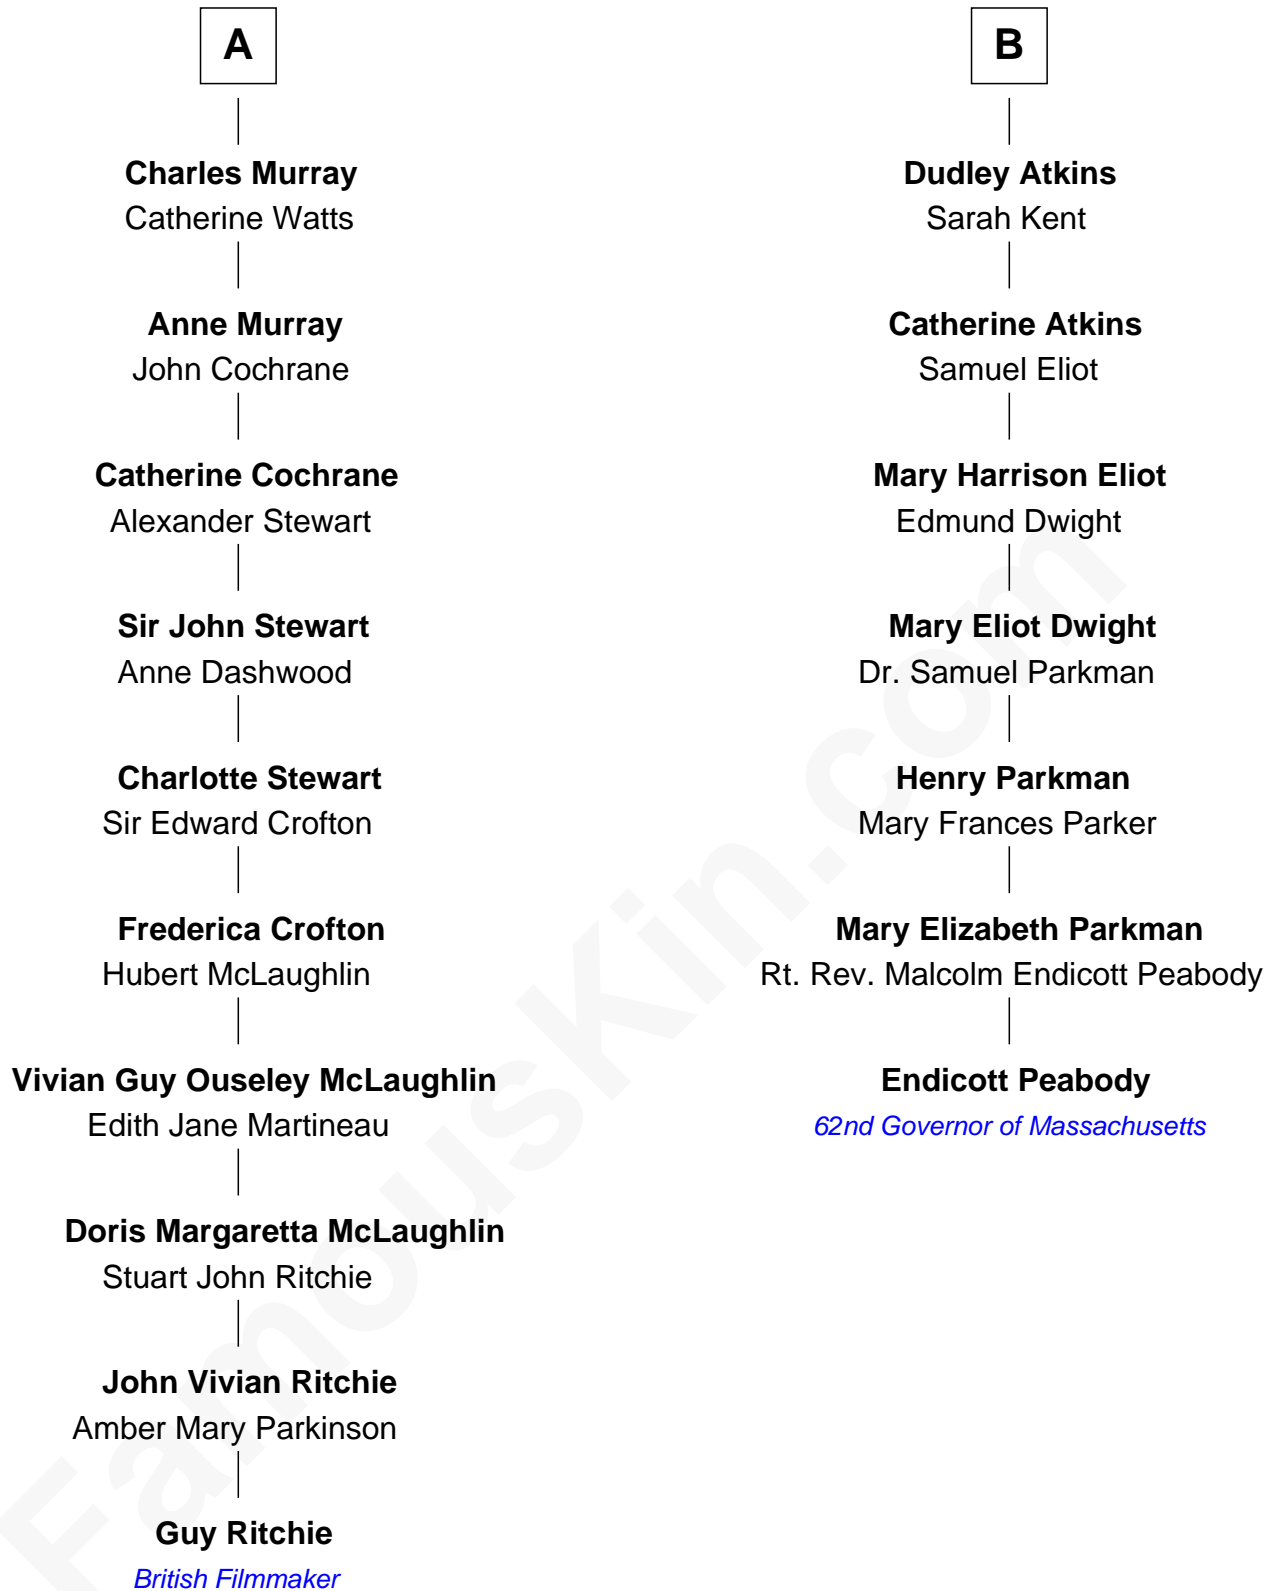 A
Charles Murray
Catherine Watts
Anne Murray
John Cochrane
Catherine Cochrane
Alexander Stewart
Sir John Stewart
Anne Dashwood
Charlotte Stewart
Sir Edward Crofton
Frederica Crofton
Hubert McLaughlin
Vivian Guy Ouseley McLaughlin
Edith Jane Martineau
Doris Margaretta McLaughlin
Stuart John Ritchie
John Vivian Ritchie
Amber Mary Parkinson
Guy Ritchie
British Filmmaker
B
Dudley Atkins
Sarah Kent
Catherine Atkins
Samuel Eliot
Mary Harrison Eliot
Edmund Dwight
Mary Eliot Dwight
Dr. Samuel Parkman
Henry Parkman
Mary Frances Parker
Mary Elizabeth Parkman
Rt. Rev. Malcolm Endicott Peabody
Endicott Peabody
62nd Governor of Massachusetts
FamousKin.com